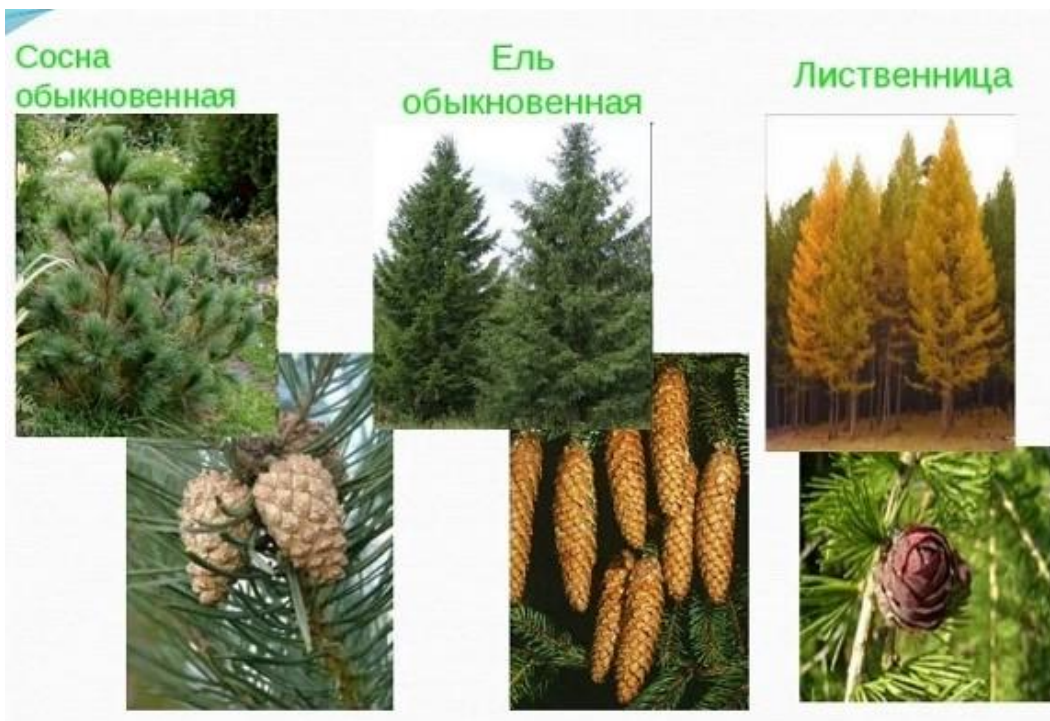 Сосна
обыкновенная
Ель
обыкновенная
Лиственница